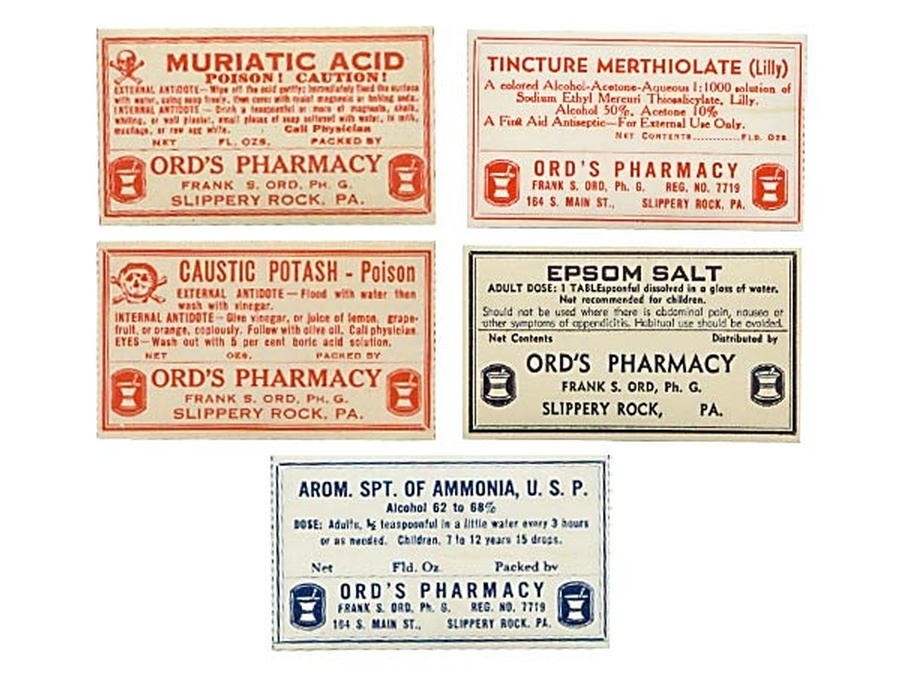 MURIATIC ACID
POISON! CAUTION!
EXTERNAL ANTIDOTE — Wipe off the acid gently; immediately flood the surface
with water, using soap freely, then cover with moist magnesia or baking soda.
INTERNAL ANTIDOTE — Drink a teaspoonful or more of magnesia, chalk,
whiting, or wall plaster, small pieces of soap softened with water, in milk,
mucilage, or raw egg white. Call Physician
NET FL. OZS. PACKED BY
ORD'S PHARMACY
FRANK S. ORD, PH. G.
SLIPPERY ROCK, PA.
TINCTURE MERTHIOLATE (Lilly)
A colored Alcohol-Acetone-Aqueous 1:1000 solution of
Sodium Ethyl Mercuri Thiosalicylate, Lilly.
Alcohol 50%, Acetone 10%
A First Aid Antiseptic—For External Use Only.
NET CONTENTS............FLD. OZS.
ORD'S PHARMACY
FRANK S. ORD, Ph. G. REG. NO. 7719
164 S. MAIN ST., SLIPPERY ROCK, PA.
CAUSTIC POTASH - Poison
EXTERNAL ANTIDOTE — Flood with water then
wash with vinegar.
INTERNAL ANTIDOTE — Give vinegar, or juice of lemon, grape-
fruit, or orange, copiously. Follow with olive oil. Call physician.
EYES—Wash out with 5 per cent boric acid solution.
NET OZS. PACKED BY
ORD'S PHARMACY
FRANK S. ORD, PH. G.
SLIPPERY ROCK, PA.
EPSOM SALT
ADULT DOSE: 1 TABLEspoonful dissolved in a glass of water.
Not recommended for children.
Should not be used where there is abdominal pain, nausea or
other symptoms of appendicitis. Habitual use should be avoided.
Net Contents Distributed by
ORD'S PHARMACY
FRANK S. ORD, Ph. G.
SLIPPERY ROCK, PA.
AROM. SPT. OF AMMONIA, U. S. P.
Alcohol 62 to 68%
DOSE: Adults, ½ teaspoonful in a little water every 3 hours
or as needed. Children, 7 to 12 years 15 drops.
Net Fld. Oz. Packed by
ORD'S PHARMACY
FRANK S. ORD, Ph. G. REG. NO. 7719
164 S. MAIN ST., SLIPPERY ROCK, PA.